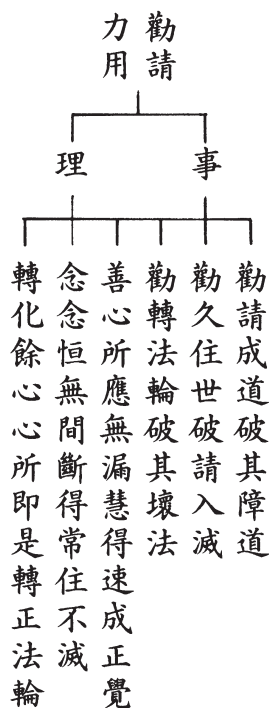 勸請
力用
事
理
勸請成道破其障道
勸久住世破請入滅
勸轉法輪破其壞法
善心所應無漏慧得速成正覺
念念恒無間斷得常住不滅
轉化餘心心所即是轉正法輪